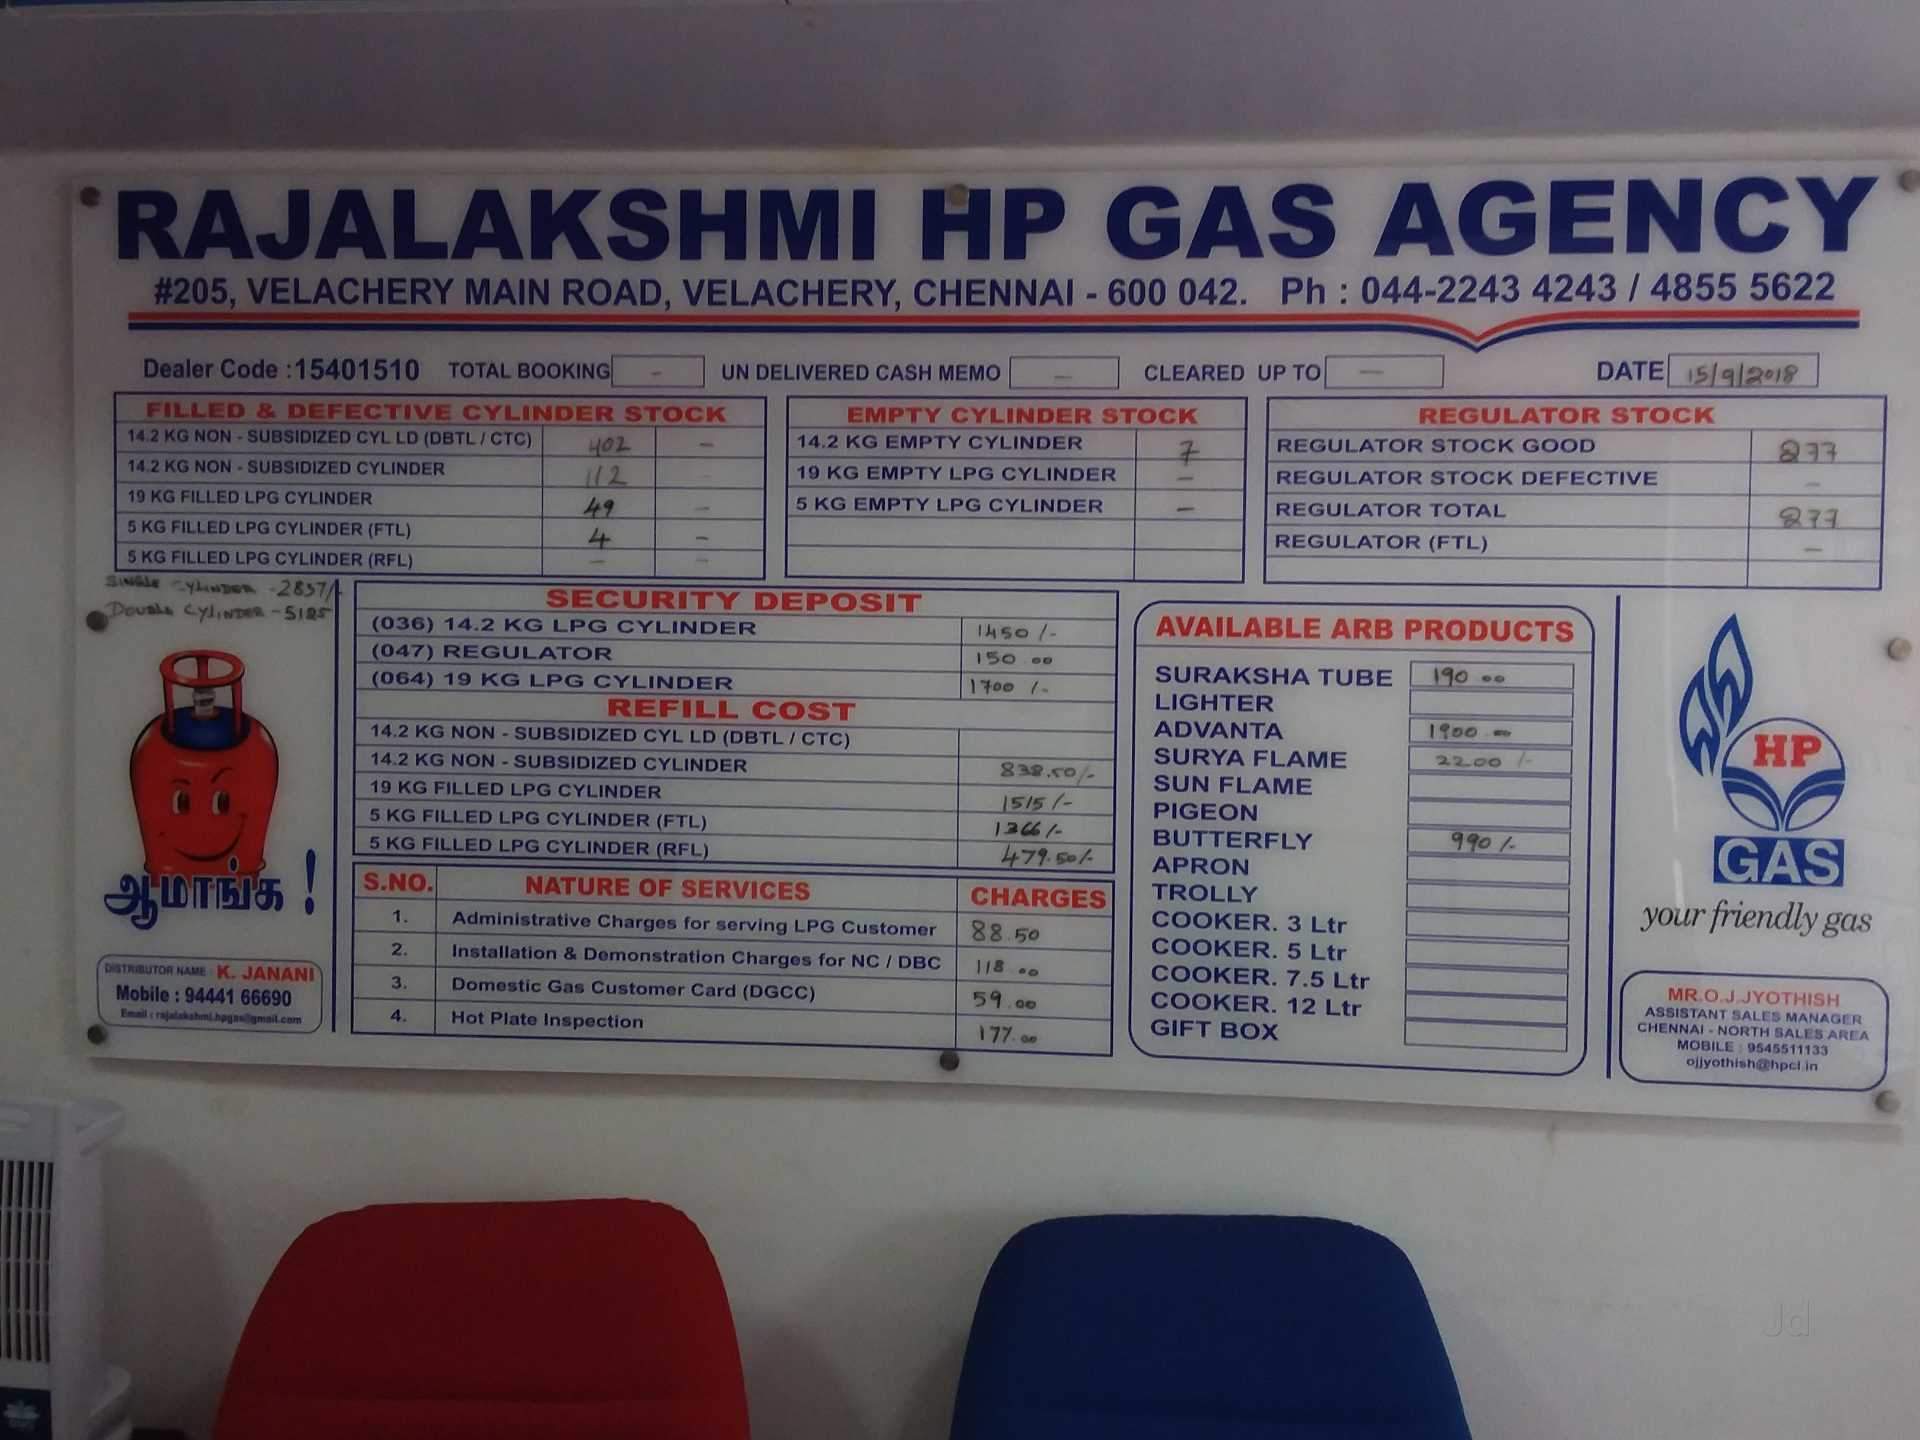 RAJALAKSHMI HP GAS AGENCY
#205, VELACHERY MAIN ROAD, VELACHERY, CHENNAI - 600 042. Ph : 044-2243 4243 / 4855 5622
Dealer Code :15401510 TOTAL BOOKING - UN DELIVERED CASH MEMO - CLEARED UP TO - DATE 15/9/2018
FILLED & DEFECTIVE CYLINDER STOCK
14.2 KG NON - SUBSIDIZED CYL LD (DBTL / CTC) 402 -
14.2 KG NON - SUBSIDIZED CYLINDER 112 -
19 KG FILLED LPG CYLINDER 49 -
5 KG FILLED LPG CYLINDER (FTL) 4 -
5 KG FILLED LPG CYLINDER (RFL) - -
EMPTY CYLINDER STOCK
14.2 KG EMPTY CYLINDER 7
19 KG EMPTY LPG CYLINDER -
5 KG EMPTY LPG CYLINDER -
REGULATOR STOCK
REGULATOR STOCK GOOD 277
REGULATOR STOCK DEFECTIVE -
REGULATOR TOTAL 277
REGULATOR (FTL) -
SINGLE CYLINDER - 2837/-
DOUBLE CYLINDER - 5125
ஆமாங்க !
DISTRIBUTOR NAME : K. JANANI
Mobile : 94441 66690
Email : rajalakshmi.hpgas@gmail.com
SECURITY DEPOSIT
(036) 14.2 KG LPG CYLINDER 1450/-
(047) REGULATOR 150.00
(064) 19 KG LPG CYLINDER 1700/-
REFILL COST
14.2 KG NON - SUBSIDIZED CYL LD (DBTL / CTC)
14.2 KG NON - SUBSIDIZED CYLINDER 838.50/-
19 KG FILLED LPG CYLINDER 1515/-
5 KG FILLED LPG CYLINDER (FTL) 1366/-
5 KG FILLED LPG CYLINDER (RFL) 479.50/-
S.NO. NATURE OF SERVICES CHARGES
1. Administrative Charges for serving LPG Customer 88.50
2. Installation & Demonstration Charges for NC / DBC 118.00
3. Domestic Gas Customer Card (DGCC) 59.00
4. Hot Plate Inspection 177.00
AVAILABLE ARB PRODUCTS
SURAKSHA TUBE 190.00
LIGHTER
ADVANTA 1900.00
SURYA FLAME 2200/-
SUN FLAME
PIGEON
BUTTERFLY 990/-
APRON
TROLLY
COOKER. 3 Ltr
COOKER. 5 Ltr
COOKER. 7.5 Ltr
COOKER. 12 Ltr
GIFT BOX
HP
GAS
your friendly gas
MR.O.J.JYOTHISH
ASSISTANT SALES MANAGER
CHENNAI - NORTH SALES AREA
MOBILE : 9545511133
ojjyothish@hpcl.in
Jd